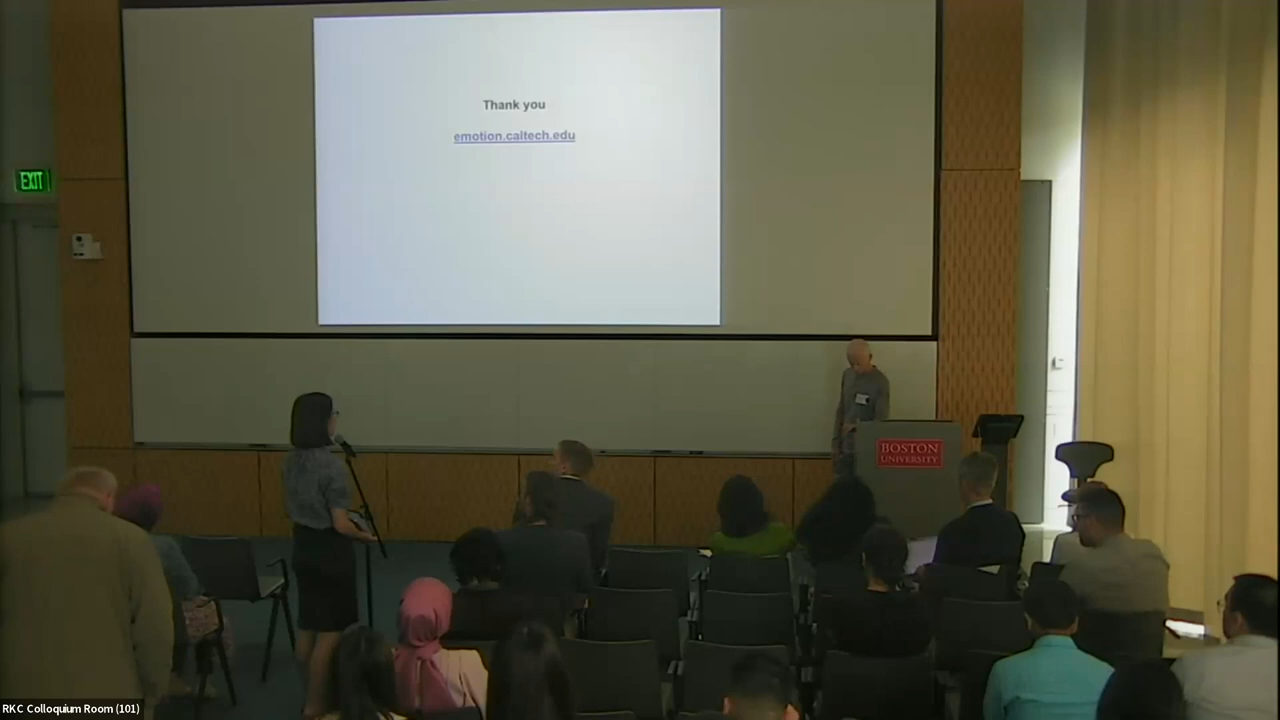 Thank you
emotion.caltech.edu
EXIT
BOSTON
UNIVERSITY
RKC Colloquium Room (101)